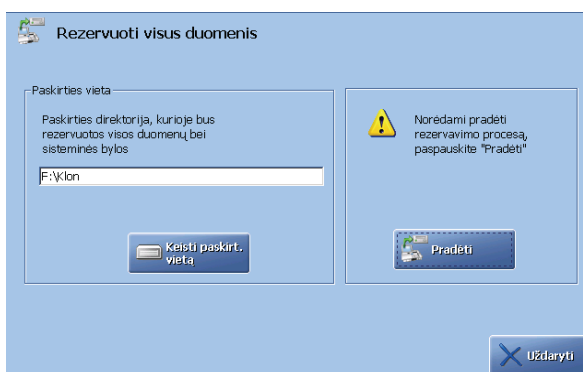 Rezervuoti visus duomenis
Paskirties vieta
Paskirties direktorija, kurioje bus
rezervuotos visos duomenų bei
sisteminės bylos
F:\Klon
Keisti paskirt.
vietą
Norėdami pradėti
rezervavimo procesą,
paspauskite "Pradėti"
Pradėti
Uždaryti